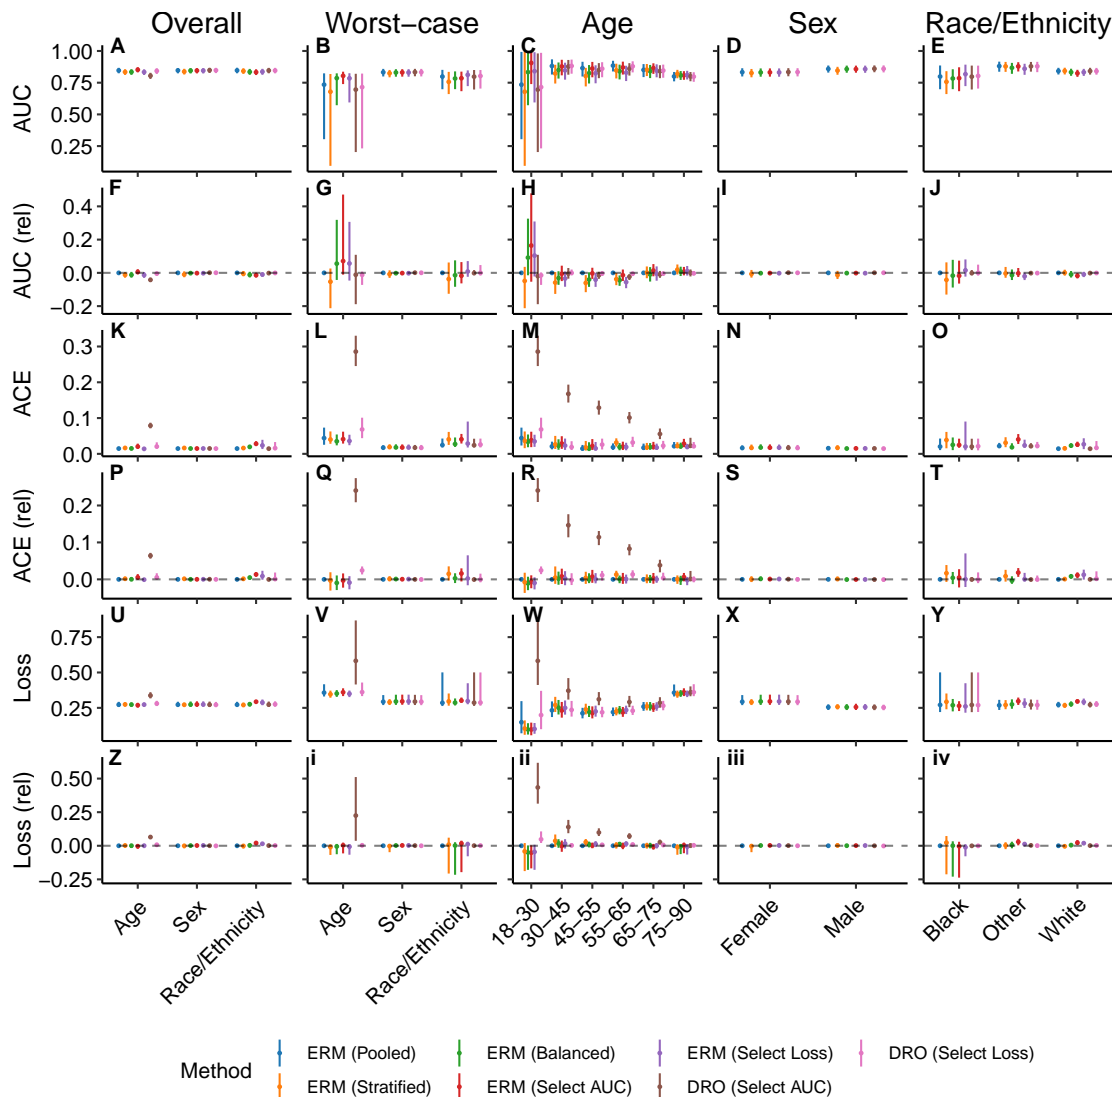 Overall Worst−case Age Sex Race/Ethnicity
A B C D E
AUC
1.00
0.75
0.50
0.25
F G H I J
AUC (rel)
0.4
0.2
0.0
−0.2
K L M N O
ACE
0.3
0.2
0.1
0.0
P Q R S T
ACE (rel)
0.2
0.1
0.0
U V W X Y
Loss
0.75
0.50
0.25
Z i ii iii iv
Loss (rel)
0.50
0.25
0.00
−0.25
Age Sex Race/Ethnicity Age Sex Race/Ethnicity 18−30 30−45 45−55 55−65 65−75 75−90 Female Male Black Other White
Method
ERM (Pooled) ERM (Balanced) ERM (Select Loss) DRO (Select Loss)
ERM (Stratified) ERM (Select AUC) DRO (Select AUC)